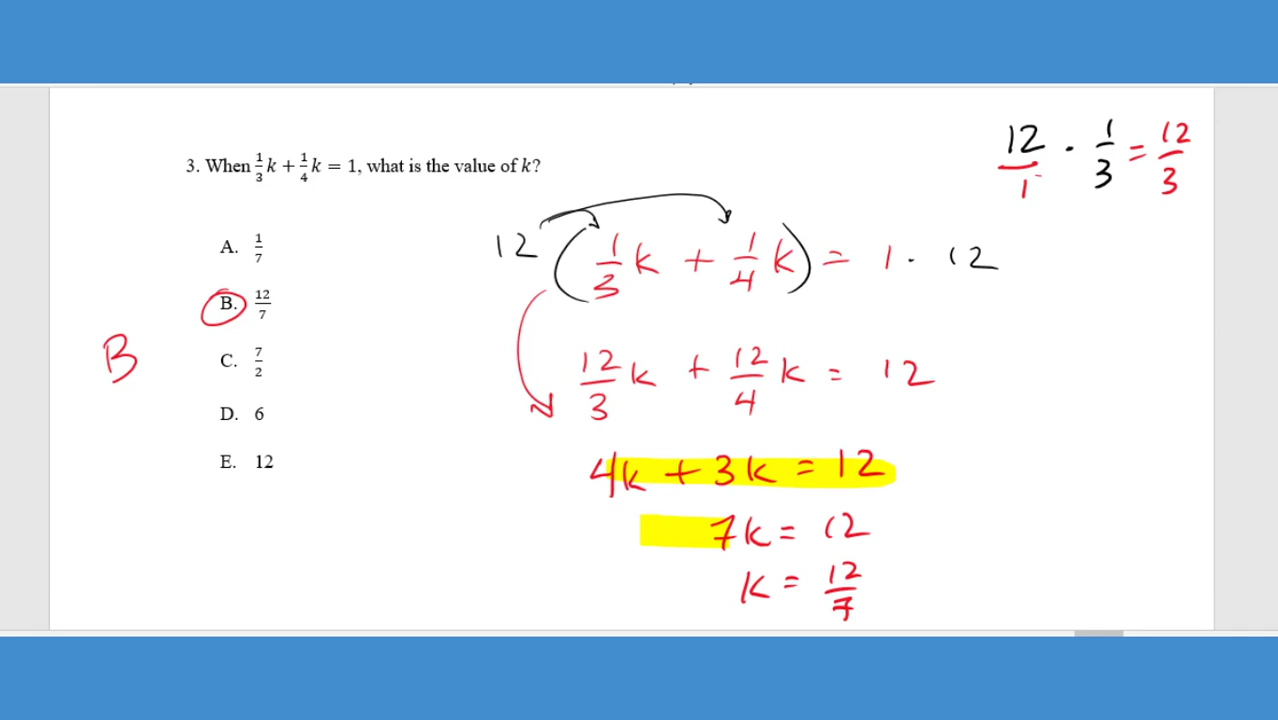 12/1 · 1/3 = 12/3
3. When 1/3 k + 1/4 k = 1, what is the value of k?
12 (1/3 k + 1/4 k) = 1 · 12
A. 1/7
B. 12/7
B
C. 7/2
D. 6
E. 12
12/3 k + 12/4 k = 12
4k + 3k = 12
7k = 12
k = 12/7